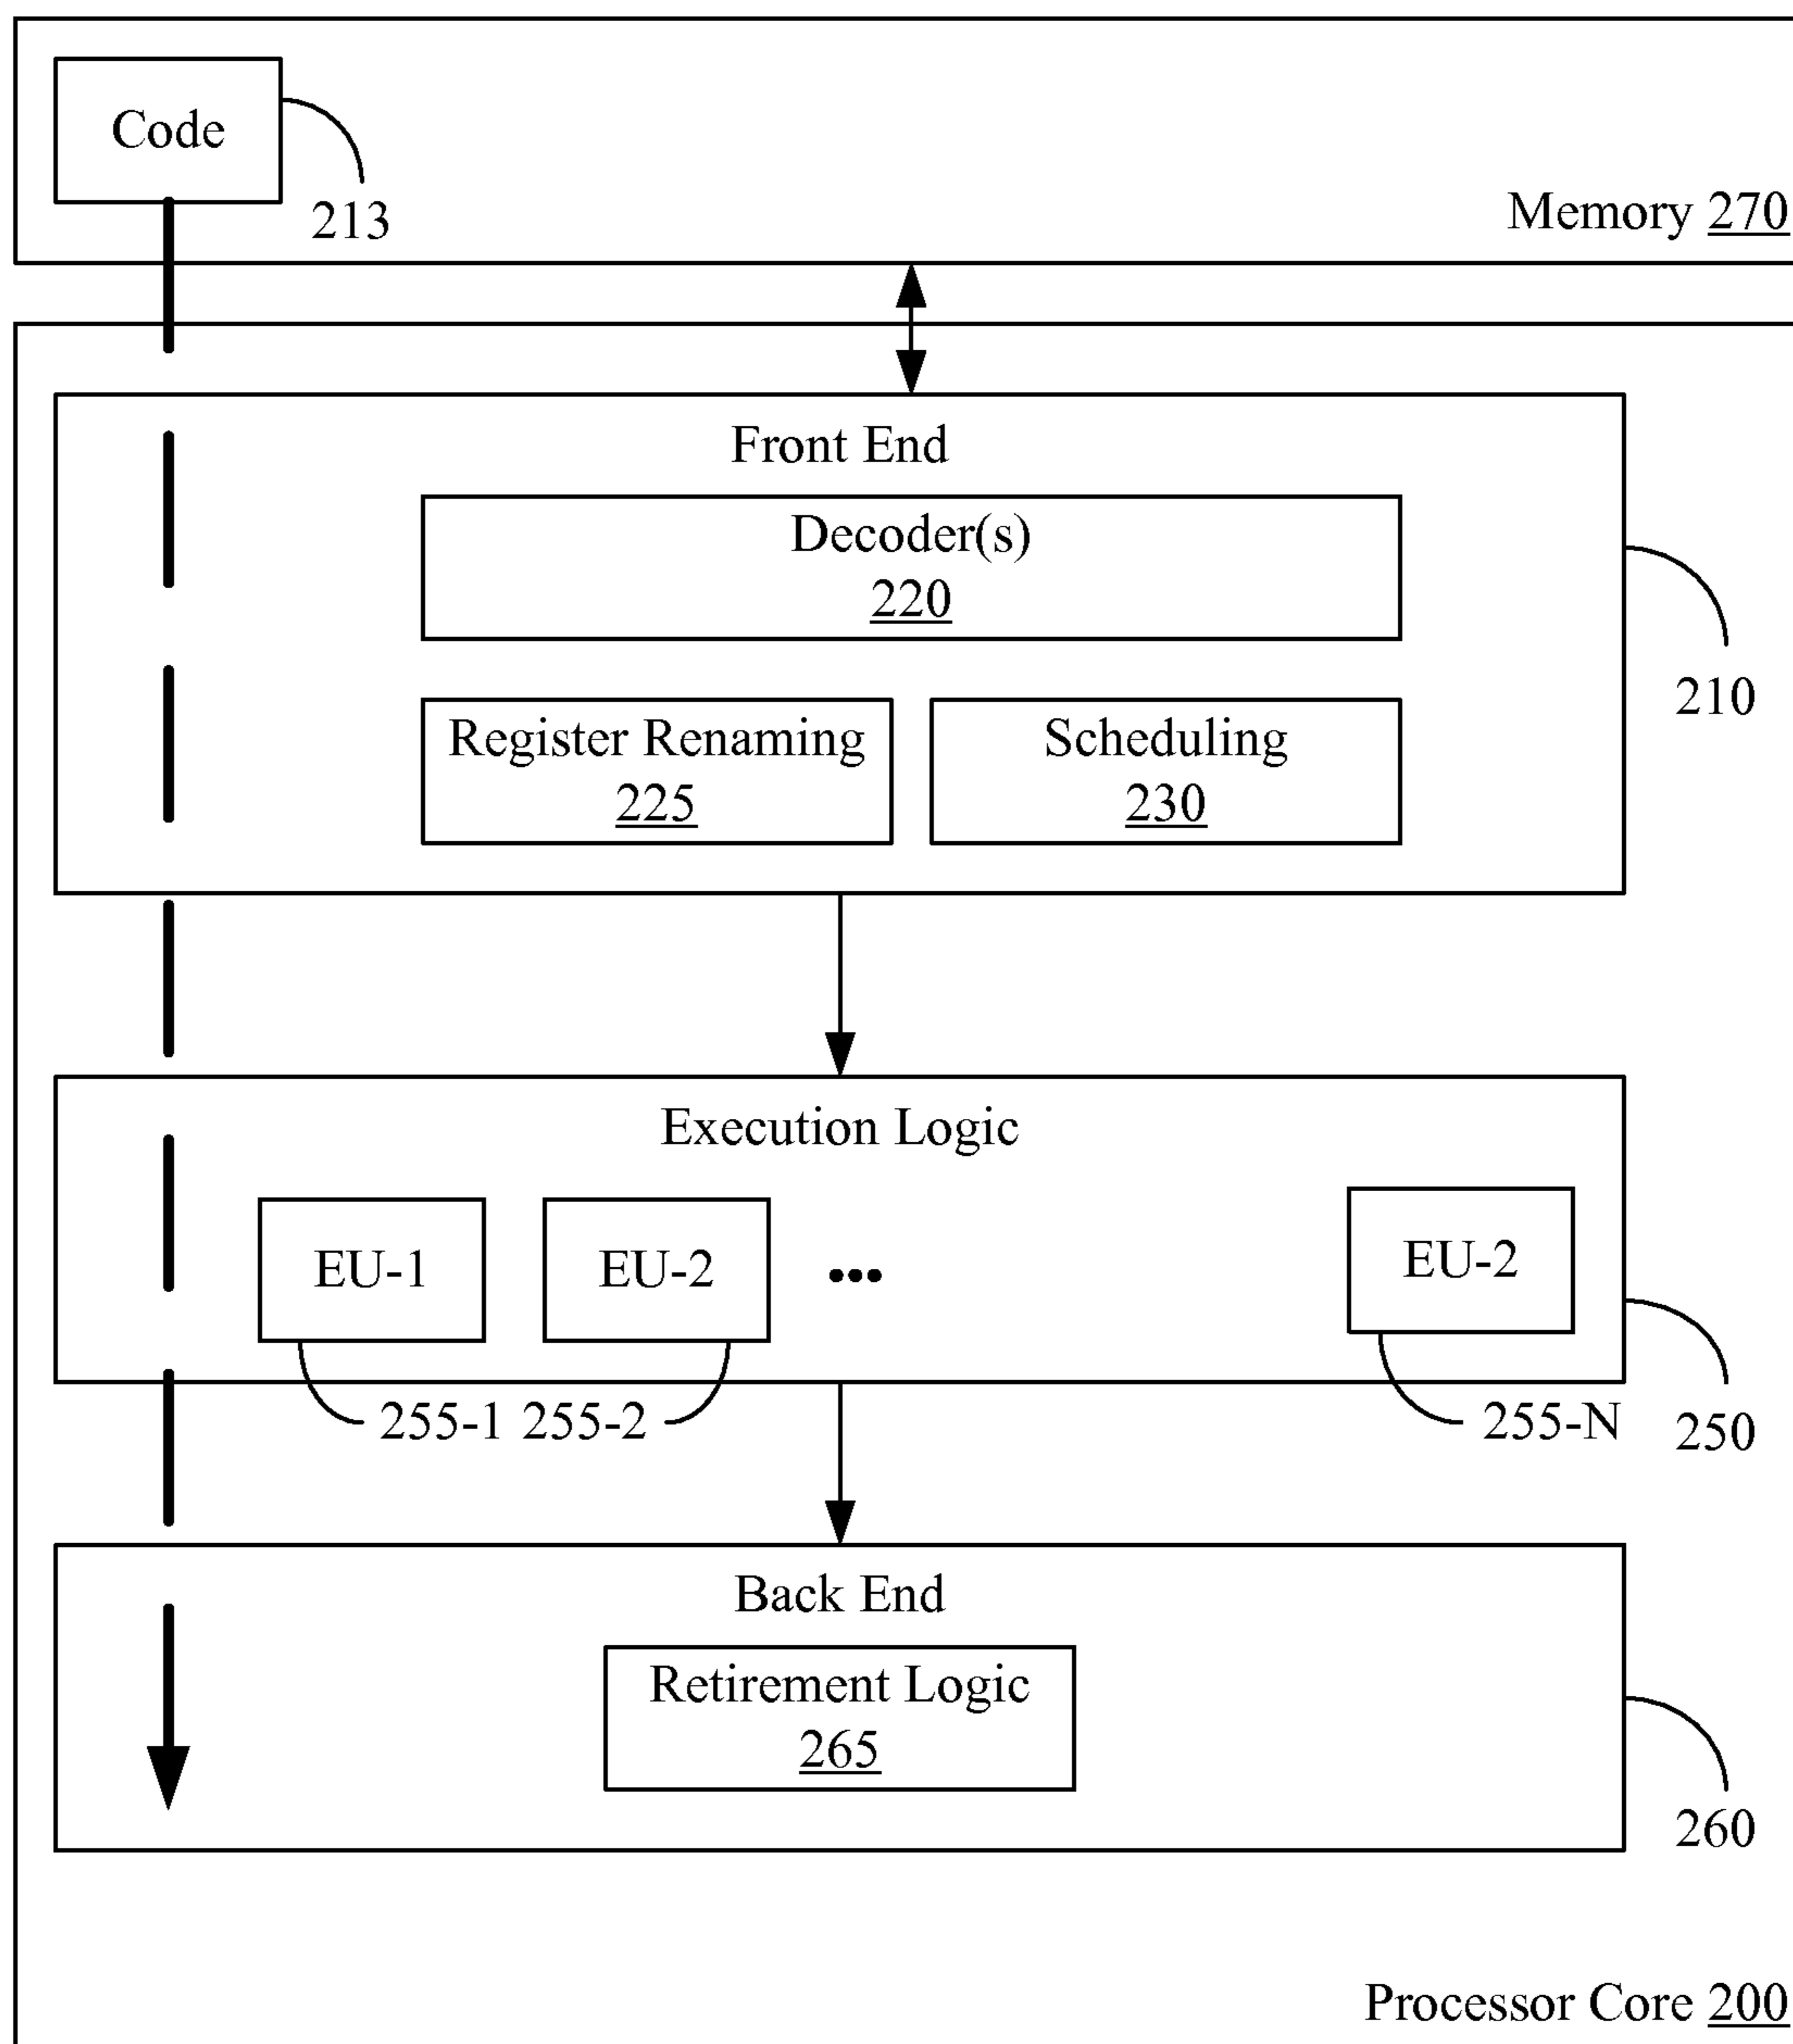 Code
213
Memory 270
Front End
Decoder(s)
220
210
Register Renaming
225
Scheduling
230
Execution Logic
EU-1
EU-2
•••
EU-2
255-1
255-2
255-N
250
Back End
Retirement Logic
265
260
Processor Core 200